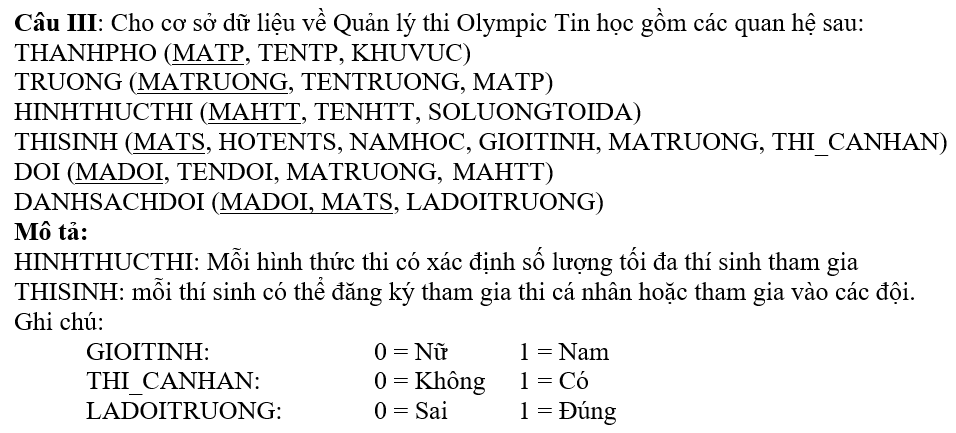 Câu III: Cho cơ sở dữ liệu về Quản lý thi Olympic Tin học gồm các quan hệ sau:
THANHPHO (MATP, TENTP, KHUVUC)
TRUONG (MATRUONG, TENTRUONG, MATP)
HINHTHUCTHI (MAHTT, TENHTT, SOLUONGTOIDA)
THISINH (MATS, HOTENTS, NAMHOC, GIOITINH, MATRUONG, THI_CANHAN)
DOI (MADOI, TENDOI, MATRUONG, MAHTT)
DANHSACHDOI (MADOI, MATS, LADOITRUONG)
Mô tả:
HINHTHUCTHI: Mỗi hình thức thi có xác định số lượng tối đa thí sinh tham gia
THISINH: mỗi thí sinh có thể đăng ký tham gia thi cá nhân hoặc tham gia vào các đội.
Ghi chú:
GIOITINH: 0 = Nữ 1 = Nam
THI_CANHAN: 0 = Không 1 = Có
LADOITRUONG: 0 = Sai 1 = Đúng